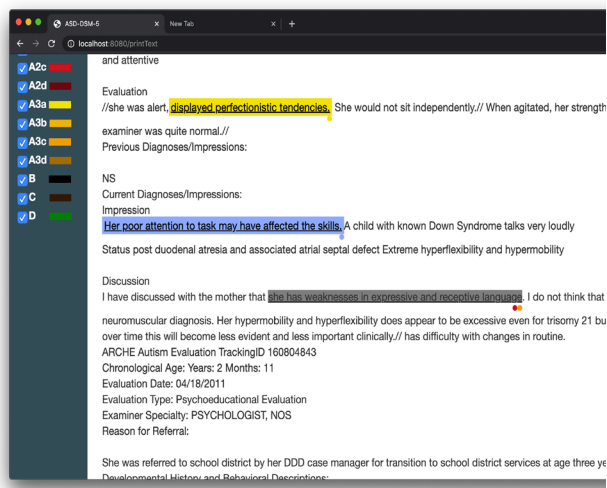 ASD-DSM-5
New Tab
localhost:8080/printText
A2c
A2d
A3a
A3b
A3c
A3d
B
C
D
and attentive
Evaluation
//she was alert, displayed perfectionistic tendencies. She would not sit independently.// When agitated, her strength
examiner was quite normal.//
Previous Diagnoses/Impressions:
NS
Current Diagnoses/Impressions:
Impression
Her poor attention to task may have affected the skills. A child with known Down Syndrome talks very loudly
Status post duodenal atresia and associated atrial septal defect Extreme hyperflexibility and hypermobility
Discussion
I have discussed with the mother that she has weaknesses in expressive and receptive language. I do not think that
neuromuscular diagnosis. Her hypermobility and hyperflexibility does appear to be excessive even for trisomy 21 bu
over time this will become less evident and less important clinically.// has difficulty with changes in routine.
ARCHE Autism Evaluation TrackingID 160804843
Chronological Age: Years: 2 Months: 11
Evaluation Date: 04/18/2011
Evaluation Type: Psychoeducational Evaluation
Examiner Specialty: PSYCHOLOGIST, NOS
Reason for Referral:
She was referred to school district by her DDD case manager for transition to school district services at age three ye
Developmental History and Behavioral Descriptions: